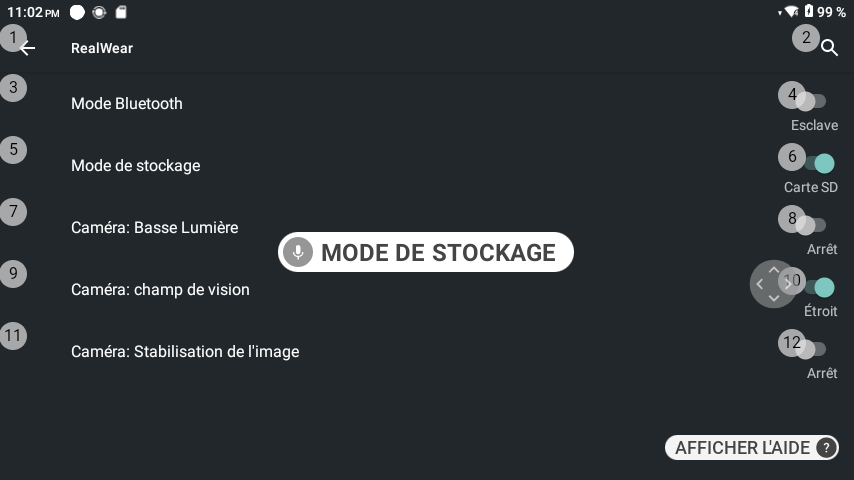 11:02 PM 99 %
1 RealWear 2
3 Mode Bluetooth 4
Esclave
5 Mode de stockage 6
Carte SD
7 Caméra: Basse Lumière 8
Arrêt
MODE DE STOCKAGE
9 Caméra: champ de vision 10
Étroit
11 Caméra: Stabilisation de l'image 12
Arrêt
AFFICHER L'AIDE ?